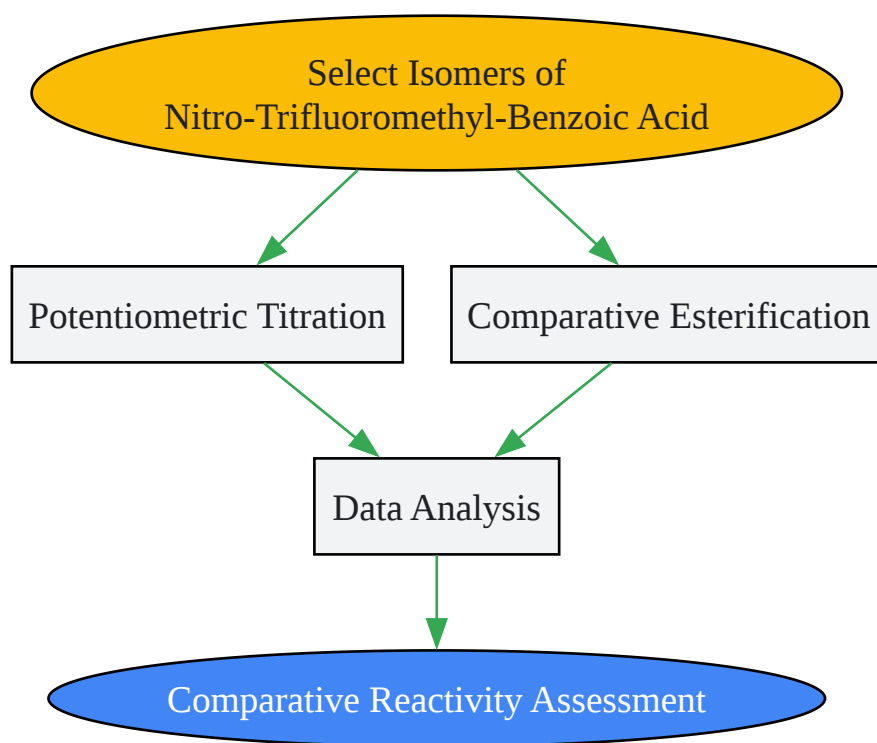 Select Isomers of
Nitro-Trifluoromethyl-Benzoic Acid
Potentiometric Titration
Comparative Esterification
Data Analysis
Comparative Reactivity Assessment